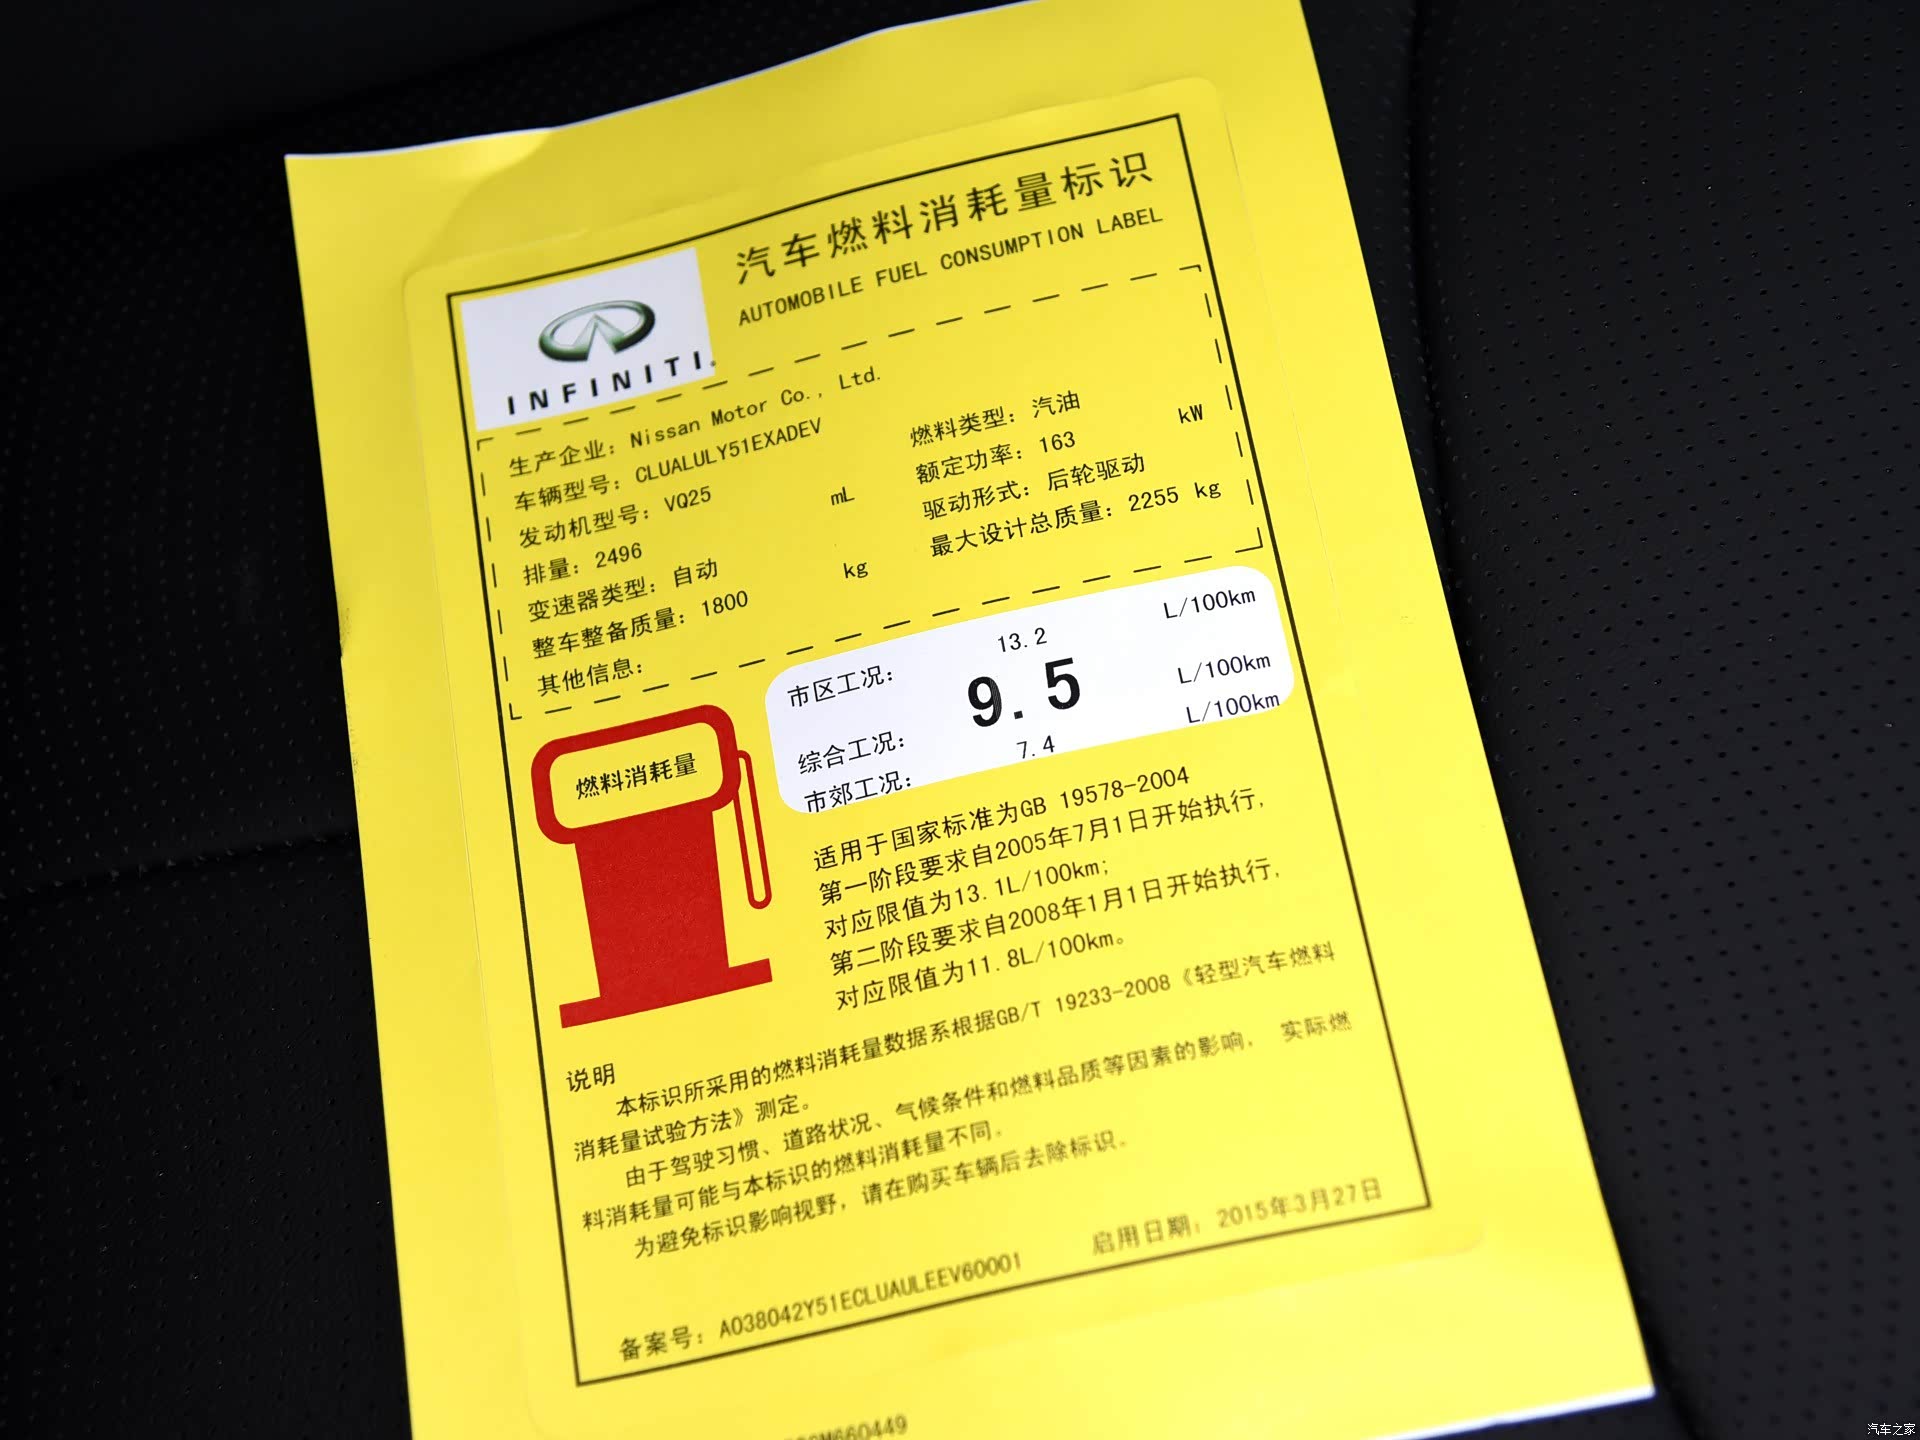 汽车燃料消耗量标识
AUTOMOBILE FUEL CONSUMPTION LABEL
INFINITI
生产企业: Nissan Motor Co., Ltd.
车辆型号: CLUALULY51EXADEV
发动机型号: VQ25
燃料类型: 汽油
排量: 2496 mL
额定功率: 163 kW
变速器类型: 自动
驱动形式: 后轮驱动
整车整备质量: 1800 kg
最大设计总质量: 2255 kg
其他信息:
市区工况: 13.2 L/100km
综合工况: 9.5 L/100km
市郊工况: 7.4 L/100km
燃料消耗量
适用于国家标准为GB 19578-2004
第一阶段要求自2005年7月1日开始执行,
对应限值为13.1L/100km;
第二阶段要求自2008年1月1日开始执行,
对应限值为11.8L/100km。
说明
本标识所采用的燃料消耗量数据系根据GB/T 19233-2008《轻型汽车燃料
消耗量试验方法》测定。
由于驾驶习惯、道路状况、气候条件和燃料品质等因素的影响, 实际燃
料消耗量可能与本标识的燃料消耗量不同。
为避免标识影响视野, 请在购买车辆后去除标识。
备案号: A038042Y51ECLUAULEEV60001
启用日期: 2015年3月27日
M660449
汽车之家